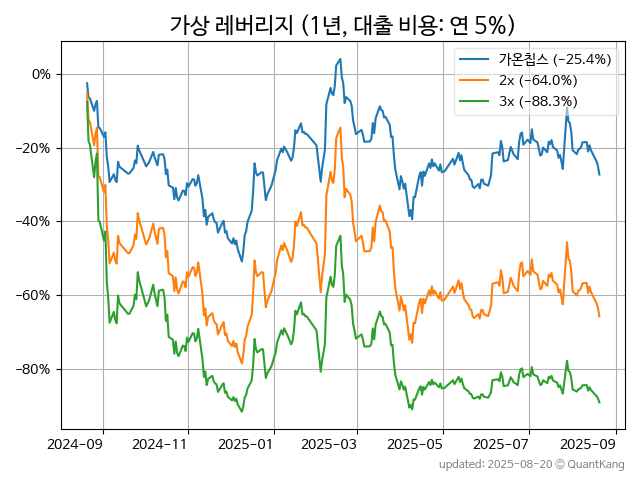 가상 레버리지 (1년, 대출 비용: 연 5%)
가온칩스 (−25.4%)
2x (−64.0%)
3x (−88.3%)
0%
−20%
−40%
−60%
−80%
2024-09 2024-11 2025-01 2025-03 2025-05 2025-07 2025-09
updated: 2025-08-20 © QuantKang